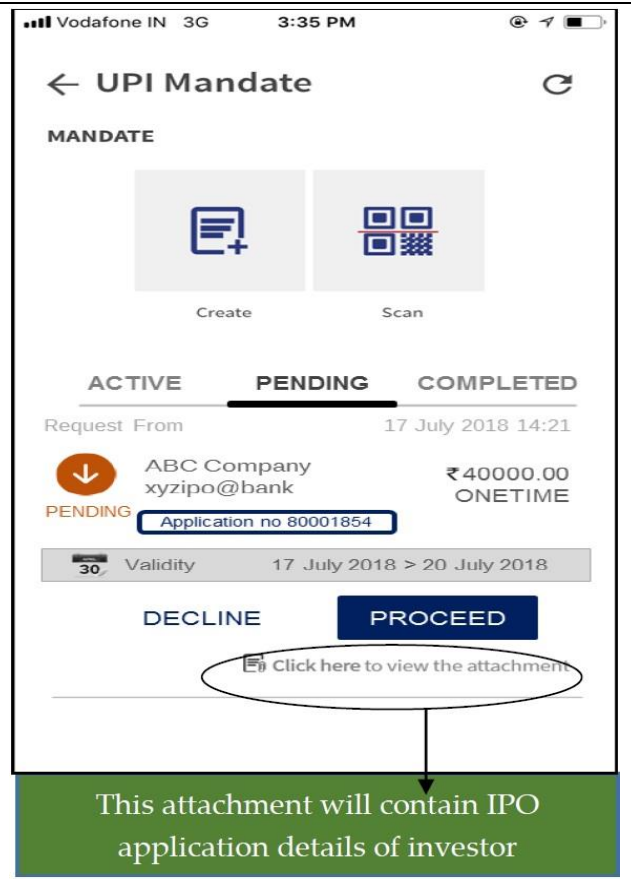 Vodafone IN 3G 3:35 PM
← UPI Mandate
MANDATE
Create Scan
ACTIVE PENDING COMPLETED
Request From 17 July 2018 14:21
ABC Company ₹40000.00
xyzipo@bank ONETIME
PENDING
Application no 80001854
30 Validity 17 July 2018 > 20 July 2018
DECLINE PROCEED
Click here to view the attachment
This attachment will contain IPO
application details of investor